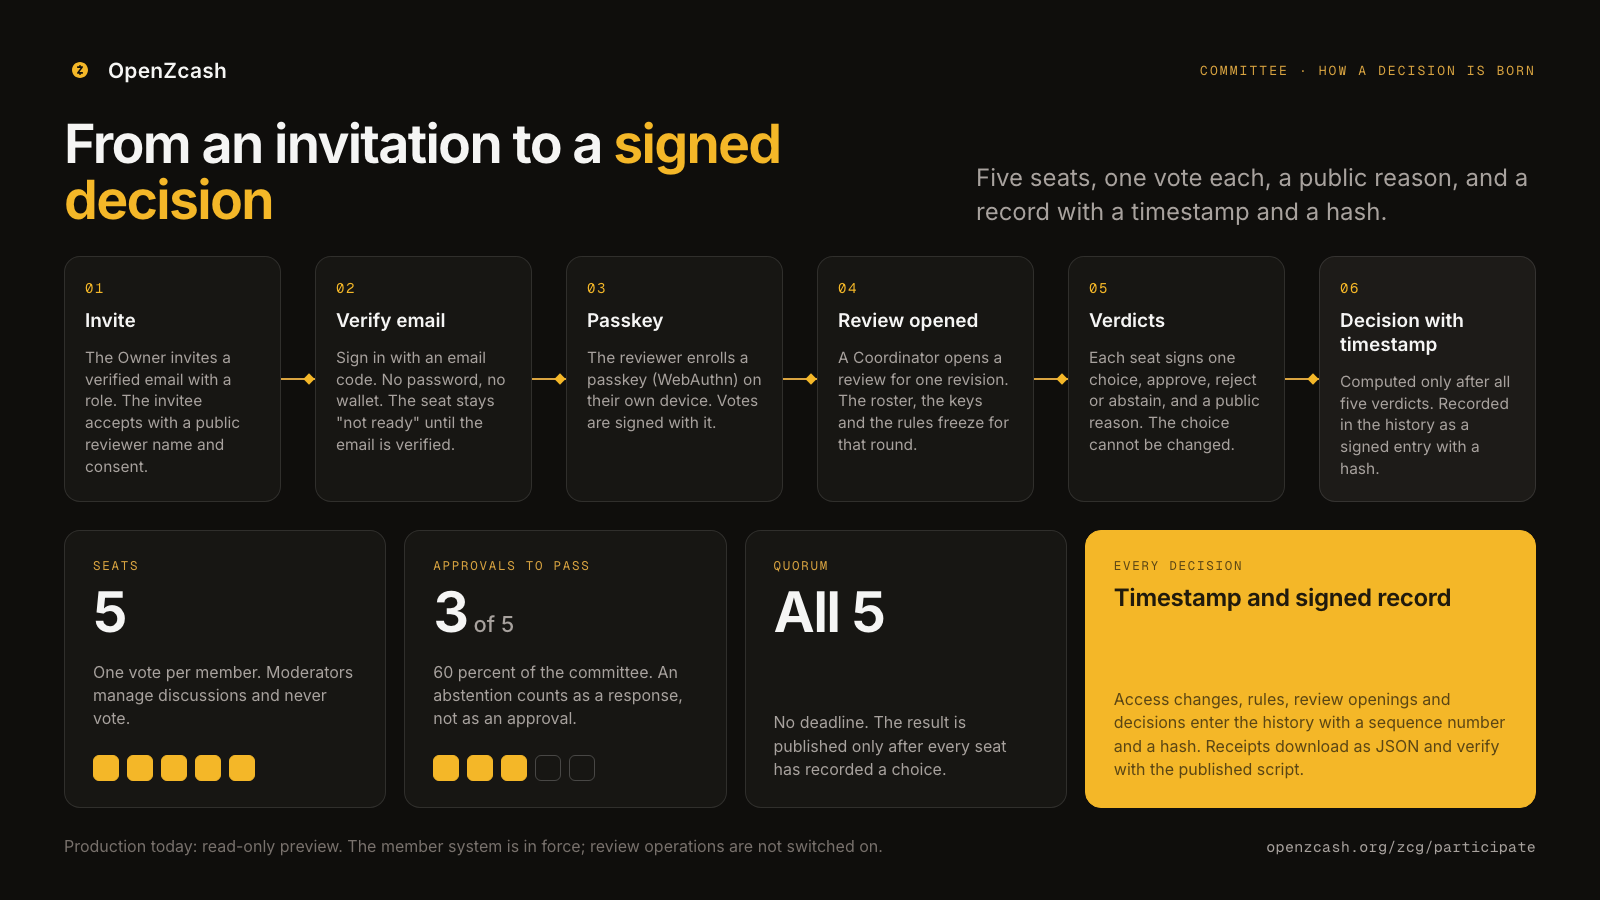 OpenZcash
COMMITTEE · HOW A DECISION IS BORN
From an invitation to a signed
decision
Five seats, one vote each, a public reason, and a
record with a timestamp and a hash.
01
Invite
The Owner invites a
verified email with a
role. The invitee
accepts with a public
reviewer name and
consent.
02
Verify email
Sign in with an email
code. No password, no
wallet. The seat stays
"not ready" until the
email is verified.
03
Passkey
The reviewer enrolls a
passkey (WebAuthn) on
their own device. Votes
are signed with it.
04
Review opened
A Coordinator opens a
review for one revision.
The roster, the keys
and the rules freeze for
that round.
05
Verdicts
Each seat signs one
choice, approve, reject
or abstain, and a public
reason. The choice
cannot be changed.
06
Decision with
timestamp
Computed only after all
five verdicts. Recorded
in the history as a
signed entry with a
hash.
SEATS
5
One vote per member. Moderators
manage discussions and never
vote.
APPROVALS TO PASS
3 of 5
60 percent of the committee. An
abstention counts as a response,
not as an approval.
QUORUM
All 5
No deadline. The result is
published only after every seat
has recorded a choice.
EVERY DECISION
Timestamp and signed record
Access changes, rules, review openings and
decisions enter the history with a sequence number
and a hash. Receipts download as JSON and verify
with the published script.
Production today: read-only preview. The member system is in force; review operations are not switched on.
openzcash.org/zcg/participate